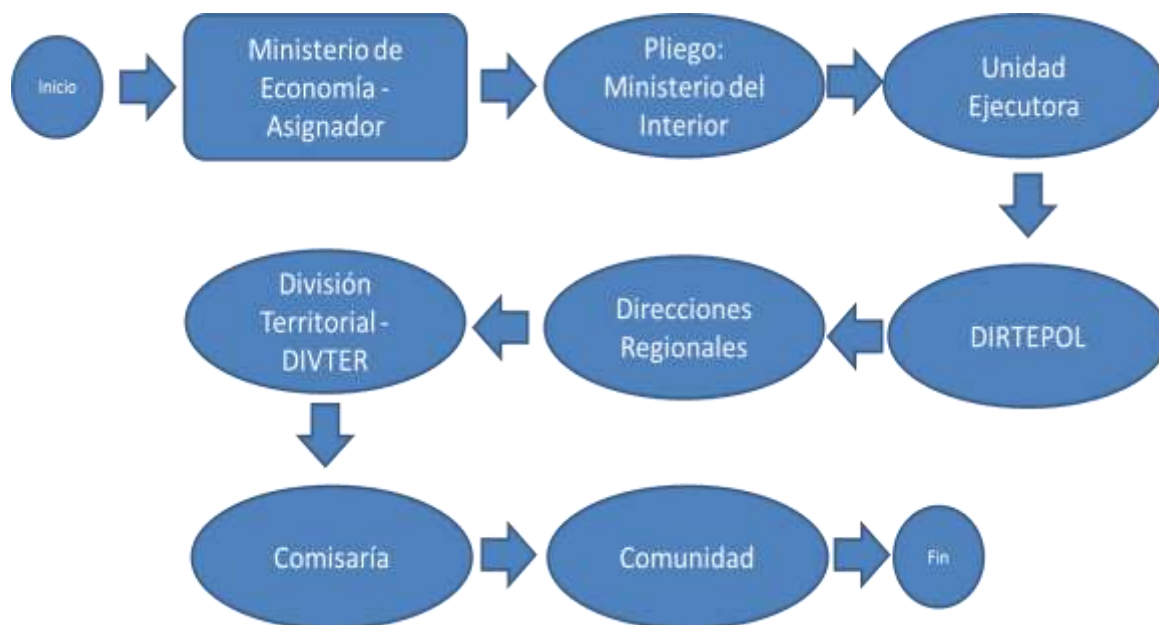 Inicio
Ministerio de
Economía -
Asignador
Pliego:
Ministerio del
Interior
Unidad
Ejecutora
DIRTEPOL
Direcciones
Regionales
División
Territorial -
DIVTER
Comisaría
Comunidad
Fin